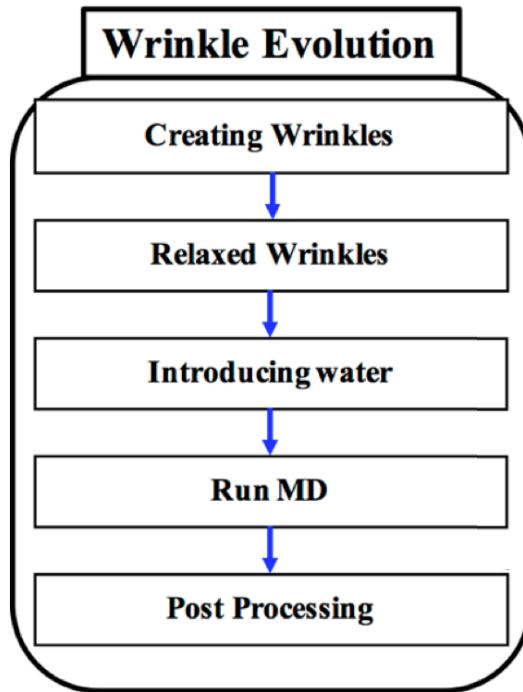 Wrinkle Evolution
Creating Wrinkles
Relaxed Wrinkles
Introducing water
Run MD
Post Processing